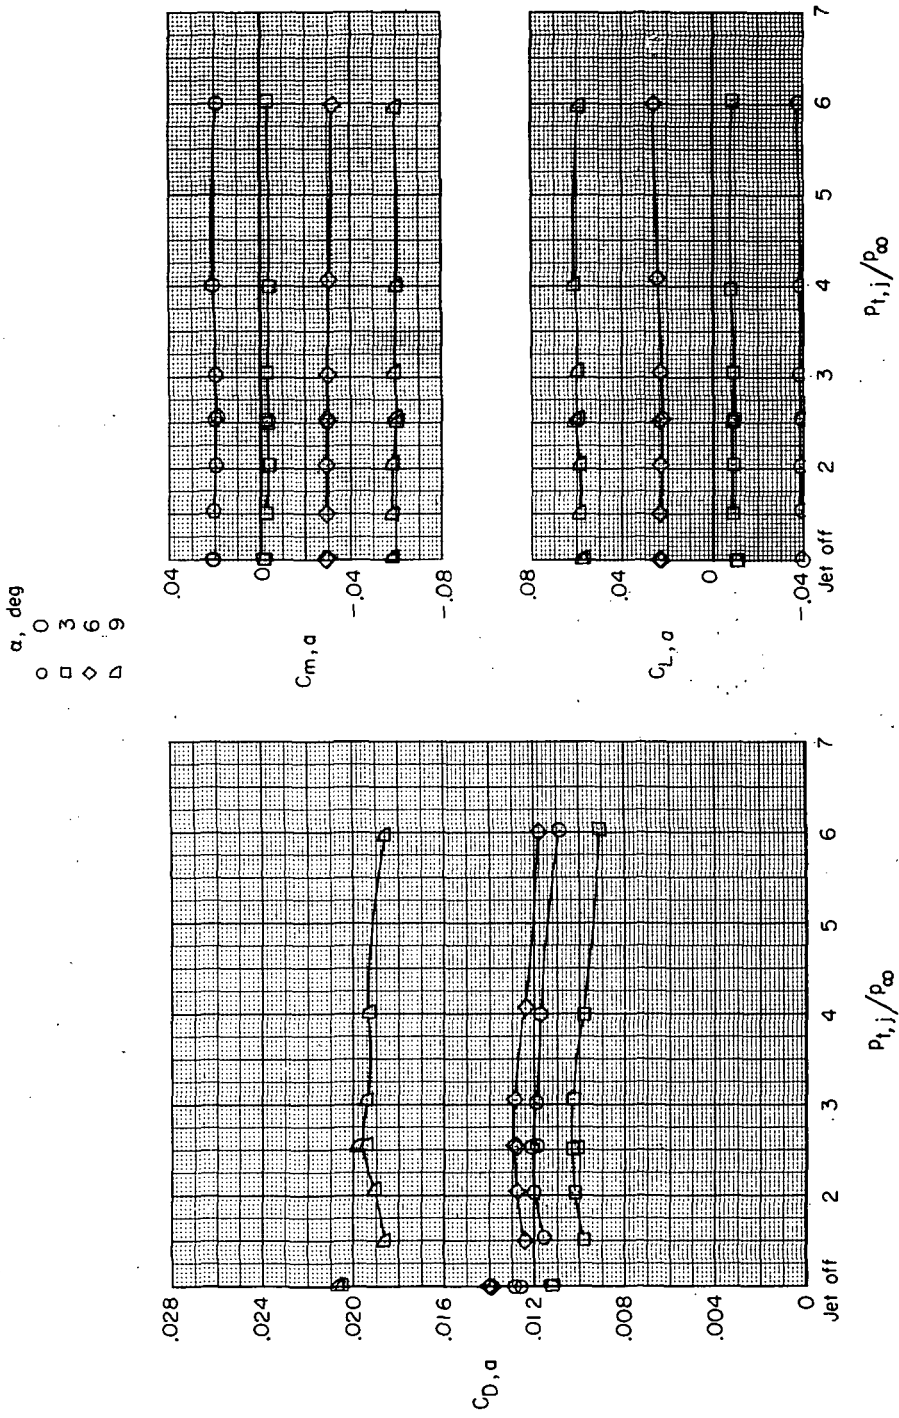 α, deg
○ 0
□ 3
◇ 6
⌓ 9
.04
0
-.04
-.08
C_m,a
.08
.04
0
-.04
C_L,a
Jet off 2 3 4 5 6 7
p_t,j/p_∞
.028
.024
.020
.016
.012
.008
.004
0
C_D,a
Jet off 2 3 4 5 6 7
p_t,j/p_∞